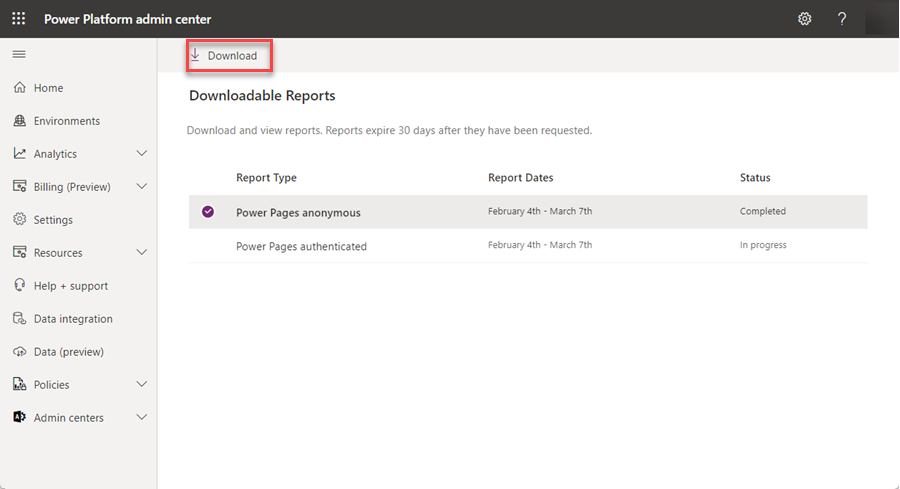 Power Platform admin center
?
Download
Home
Environments
Analytics
Billing (Preview)
Settings
Resources
Help + support
Data integration
Data (preview)
Policies
Admin centers
Downloadable Reports
Download and view reports. Reports expire 30 days after they have been requested.
Report Type Report Dates Status
Power Pages anonymous February 4th - March 7th Completed
Power Pages authenticated February 4th - March 7th In progress